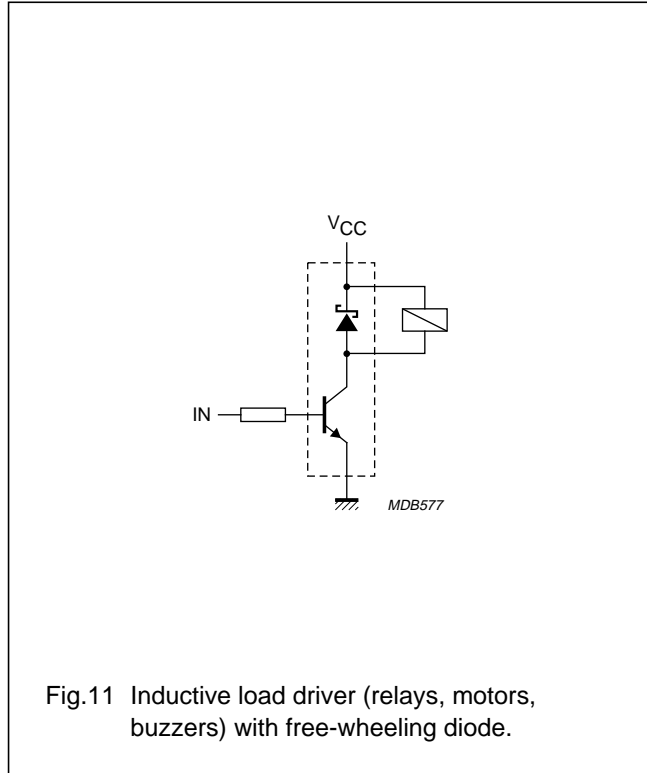 VCC
IN
MDB577
Fig.11 Inductive load driver (relays, motors,
buzzers) with free-wheeling diode.